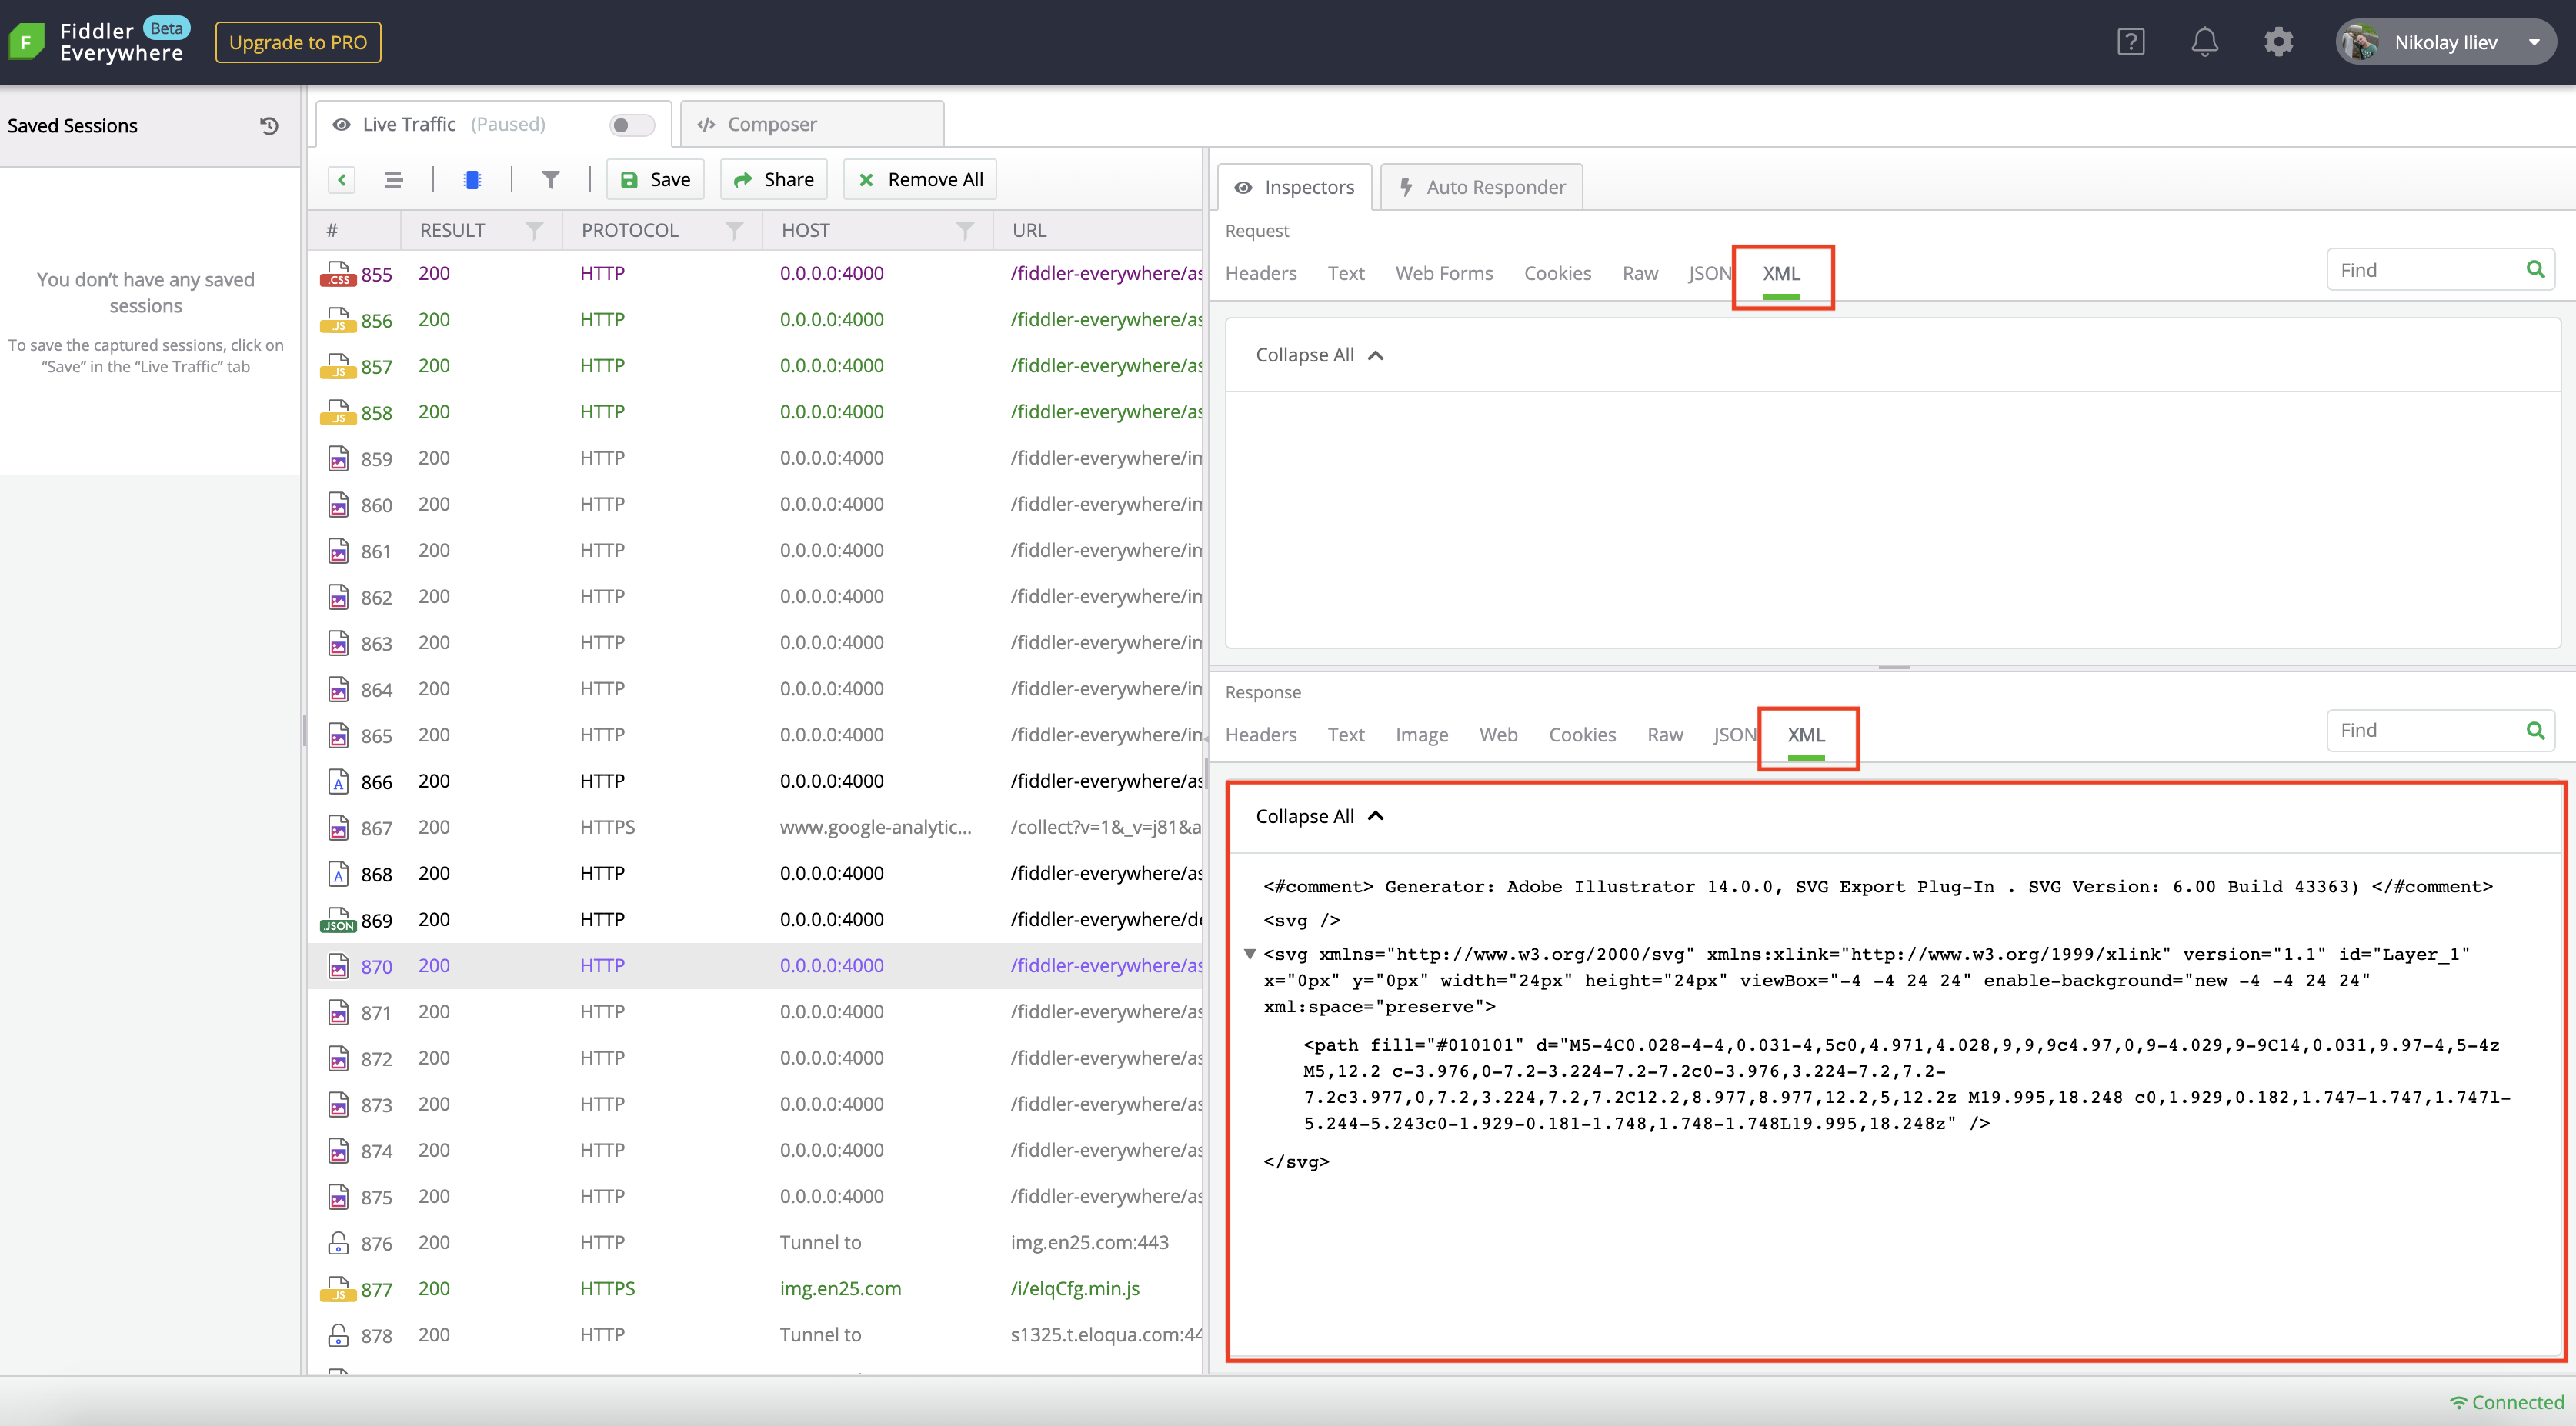 Fiddler Beta
Everywhere
Upgrade to PRO
Nikolay Iliev
Saved Sessions
You don't have any saved
sessions
To save the captured sessions, click on
“Save” in the “Live Traffic” tab
Live Traffic (Paused)
Composer
Save
Share
Remove All
# RESULT PROTOCOL HOST URL
.CSS 855 200 HTTP 0.0.0.0:4000 /fiddler-everywhere/as
JS 856 200 HTTP 0.0.0.0:4000 /fiddler-everywhere/as
JS 857 200 HTTP 0.0.0.0:4000 /fiddler-everywhere/as
JS 858 200 HTTP 0.0.0.0:4000 /fiddler-everywhere/as
859 200 HTTP 0.0.0.0:4000 /fiddler-everywhere/im
860 200 HTTP 0.0.0.0:4000 /fiddler-everywhere/im
861 200 HTTP 0.0.0.0:4000 /fiddler-everywhere/im
862 200 HTTP 0.0.0.0:4000 /fiddler-everywhere/im
863 200 HTTP 0.0.0.0:4000 /fiddler-everywhere/im
864 200 HTTP 0.0.0.0:4000 /fiddler-everywhere/im
865 200 HTTP 0.0.0.0:4000 /fiddler-everywhere/im
A 866 200 HTTP 0.0.0.0:4000 /fiddler-everywhere/as
867 200 HTTPS www.google-analytic... /collect?v=1&_v=j81&a
A 868 200 HTTP 0.0.0.0:4000 /fiddler-everywhere/as
.JSON 869 200 HTTP 0.0.0.0:4000 /fiddler-everywhere/de
870 200 HTTP 0.0.0.0:4000 /fiddler-everywhere/as
871 200 HTTP 0.0.0.0:4000 /fiddler-everywhere/as
872 200 HTTP 0.0.0.0:4000 /fiddler-everywhere/as
873 200 HTTP 0.0.0.0:4000 /fiddler-everywhere/as
874 200 HTTP 0.0.0.0:4000 /fiddler-everywhere/as
875 200 HTTP 0.0.0.0:4000 /fiddler-everywhere/as
876 200 HTTP Tunnel to img.en25.com:443
JS 877 200 HTTPS img.en25.com /i/elqCfg.min.js
878 200 HTTP Tunnel to s1325.t.eloqua.com:44
Inspectors
Auto Responder
Request
Headers Text Web Forms Cookies Raw JSON XML
Find
Collapse All
Response
Headers Text Image Web Cookies Raw JSON XML
Find
Collapse All
<#comment> Generator: Adobe Illustrator 14.0.0, SVG Export Plug-In . SVG Version: 6.00 Build 43363) </#comment>
<svg />
<svg xmlns="http://www.w3.org/2000/svg" xmlns:xlink="http://www.w3.org/1999/xlink" version="1.1" id="Layer_1"
x="0px" y="0px" width="24px" height="24px" viewBox="-4 -4 24 24" enable-background="new -4 -4 24 24"
xml:space="preserve">
<path fill="#010101" d="M5-4C0.028-4-4,0.031-4,5c0,4.971,4.028,9,9,9c4.97,0,9-4.029,9-9C14,0.031,9.97-4,5-4z
M5,12.2 c-3.976,0-7.2-3.224-7.2-7.2c0-3.976,3.224-7.2,7.2-
7.2c3.977,0,7.2,3.224,7.2,7.2C12.2,8.977,8.977,12.2,5,12.2z M19.995,18.248 c0,1.929,0.182,1.747-1.747,1.747l-
5.244-5.243c0-1.929-0.181-1.748,1.748-1.748L19.995,18.248z" />
</svg>
Connected